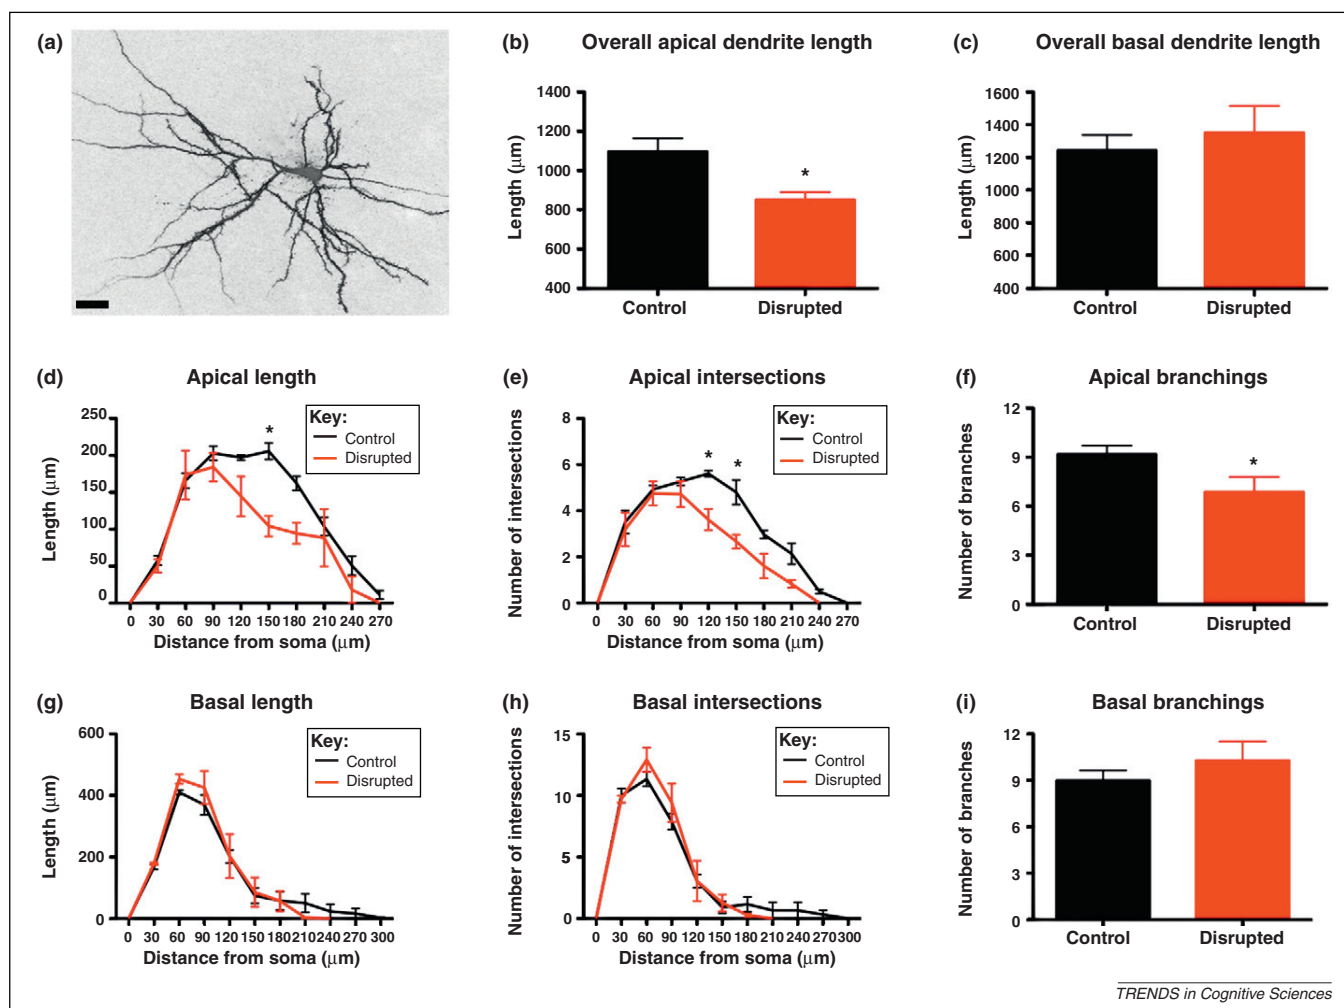 (a)
(b) Overall apical dendrite length
1400
1200
1000
800
600
400
Length (μm)
*
Control Disrupted
(c) Overall basal dendrite length
1600
1400
1200
1000
800
600
400
Length (μm)
Control Disrupted
(d) Apical length
250
200
150
100
50
0
Length (μm)
*
Key:
Control
Disrupted
0 30 60 90 120 150 180 210 240 270
Distance from soma (μm)
(e) Apical intersections
8
6
4
2
0
Number of intersections
* *
Key:
Control
Disrupted
0 30 60 90 120 150 180 210 240 270
Distance from soma (μm)
(f) Apical branchings
12
9
6
3
0
Number of branches
*
Control Disrupted
(g) Basal length
600
400
200
0
Length (μm)
Key:
Control
Disrupted
0 30 60 90 120 150 180 210 240 270 300
Distance from soma (μm)
(h) Basal intersections
15
10
5
0
Number of intersections
Key:
Control
Disrupted
0 30 60 90 120 150 180 210 240 270 300
Distance from soma (μm)
(i) Basal branchings
12
9
6
3
0
Number of branches
Control Disrupted
TRENDS in Cognitive Sciences